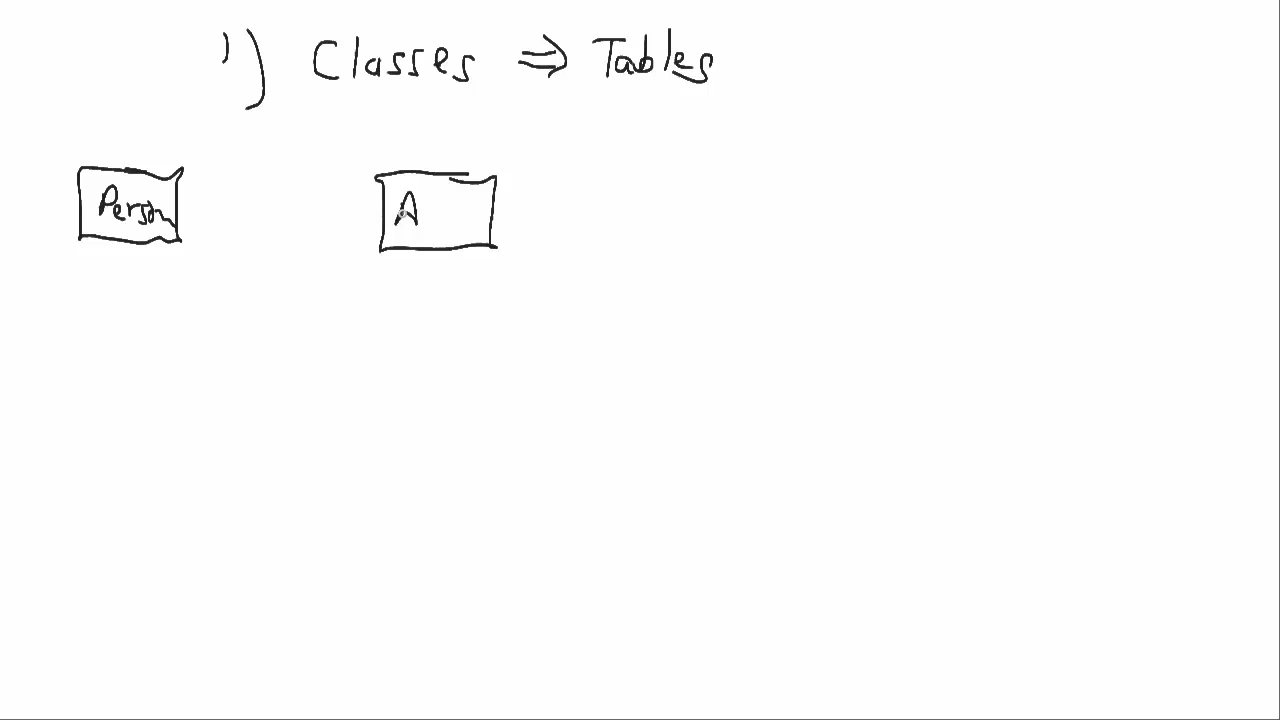 1) Classes ⇒ Tables
Person
A